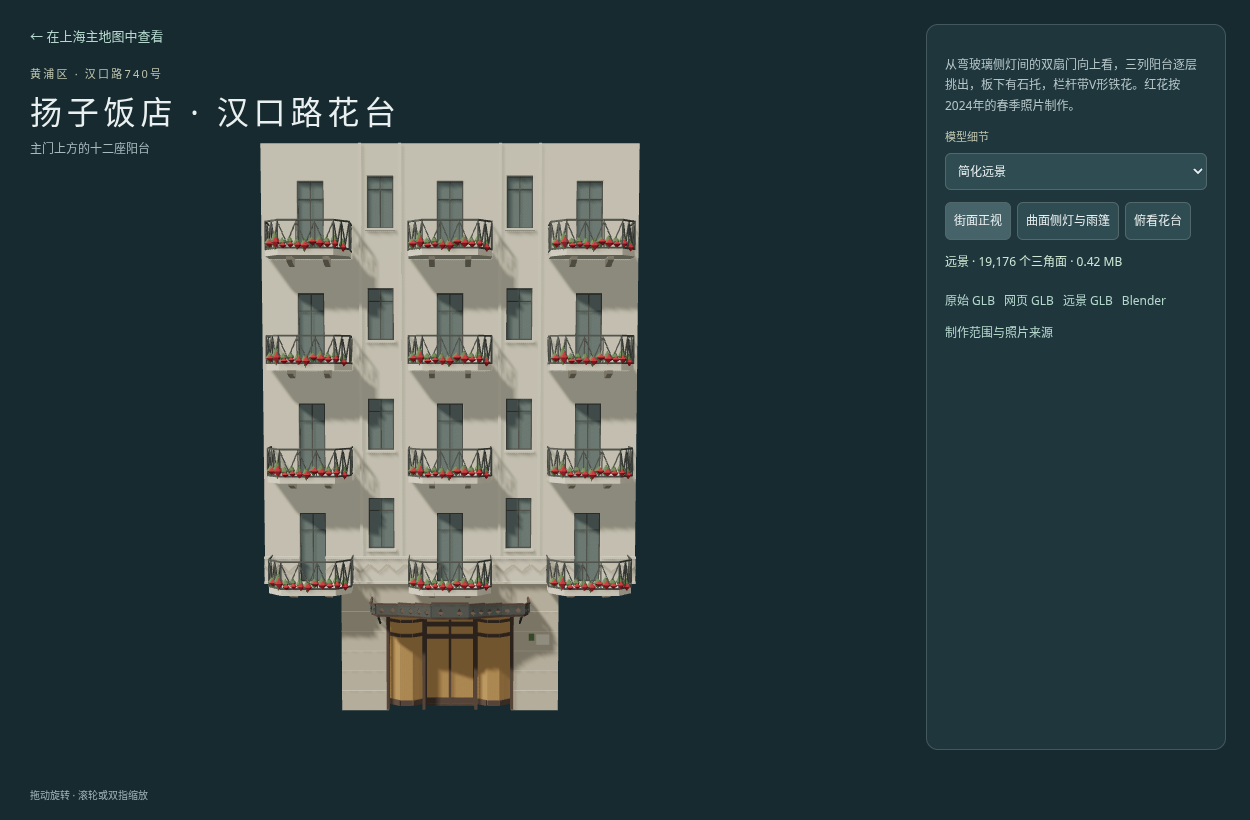 ← 在上海主地图中查看
黄浦区 · 汉口路740号
扬子饭店 · 汉口路花台
主门上方的十二座阳台
从弯玻璃侧灯间的双扇门向上看，三列阳台逐层
挑出，板下有石托，栏杆带V形铁花。红花按
2024年的春季照片制作。
模型细节
简化远景
街面正视 曲面侧灯与雨篷 俯看花台
远景 · 19,176 个三角面 · 0.42 MB
原始 GLB 网页 GLB 远景 GLB Blender
制作范围与照片来源
拖动旋转 · 滚轮或双指缩放